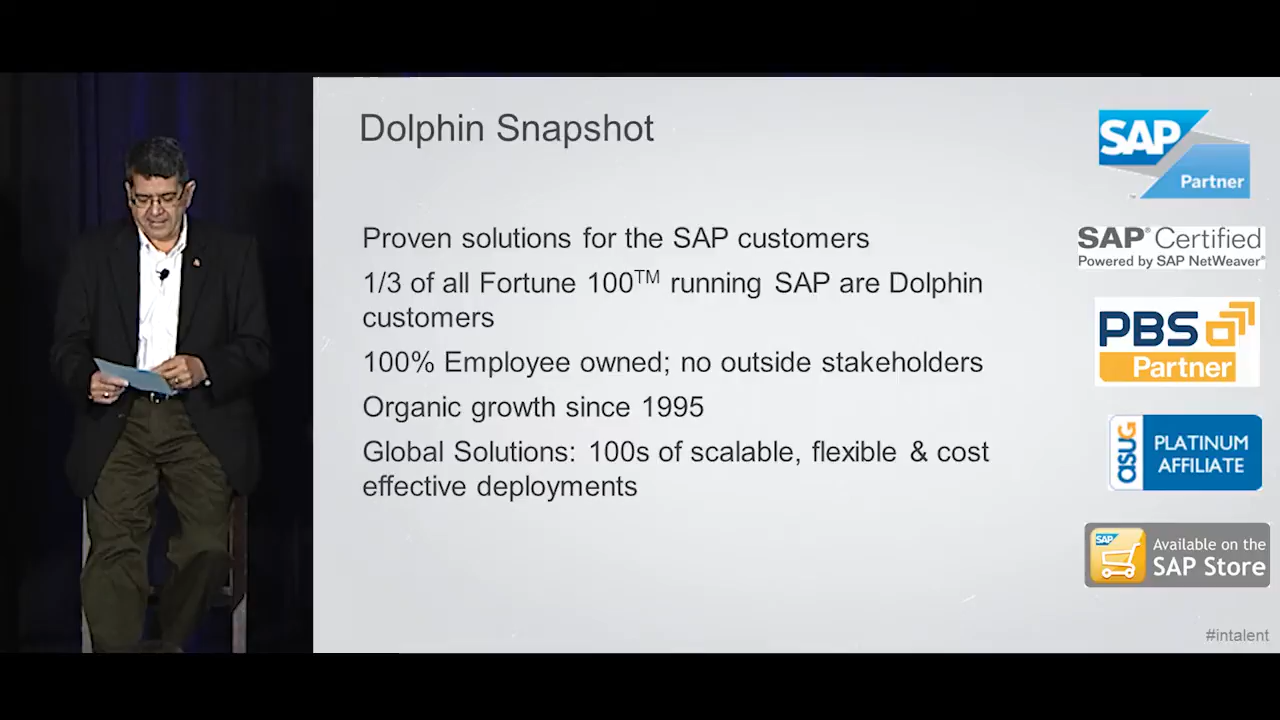 Dolphin Snapshot
Proven solutions for the SAP customers
1/3 of all Fortune 100TM running SAP are Dolphin
customers
100% Employee owned; no outside stakeholders
Organic growth since 1995
Global Solutions: 100s of scalable, flexible & cost
effective deployments
SAP
Partner
SAP® Certified
Powered by SAP NetWeaver®
PBS
Partner
asug
PLATINUM
AFFILIATE
SAP
Available on the
SAP Store
#intalent